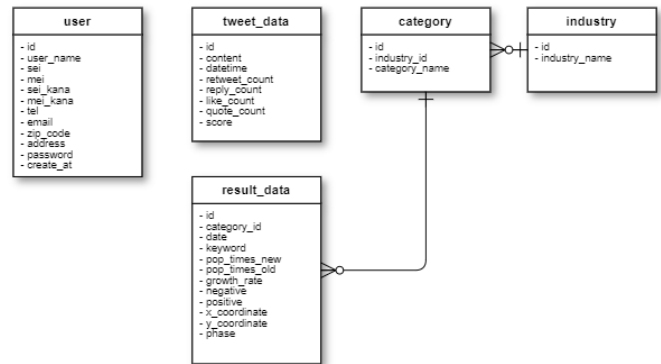 user
- id
- user_name
- sei
- mei
- sei_kana
- mei_kana
- tel
- email
- zip_code
- address
- password
- create_at
tweet_data
- id
- content
- datetime
- retweet_count
- reply_count
- like_count
- quote_count
- score
category
- id
- industry_id
- category_name
industry
- id
- industry_name
result_data
- id
- category_id
- date
- keyword
- pop_times_new
- pop_times_old
- growth_rate
- negative
- positive
- x_coordinate
- y_coordinate
- phase